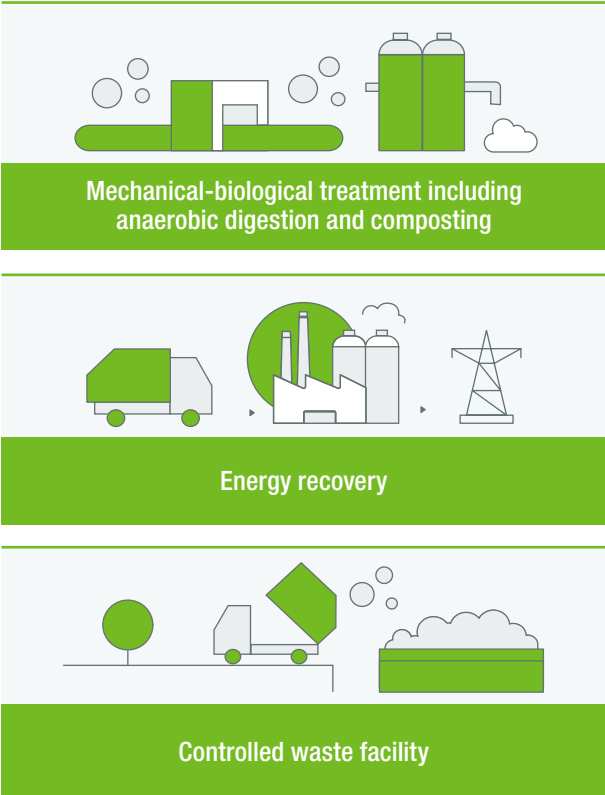 Mechanical-biological treatment including
anaerobic digestion and composting
Energy recovery
Controlled waste facility